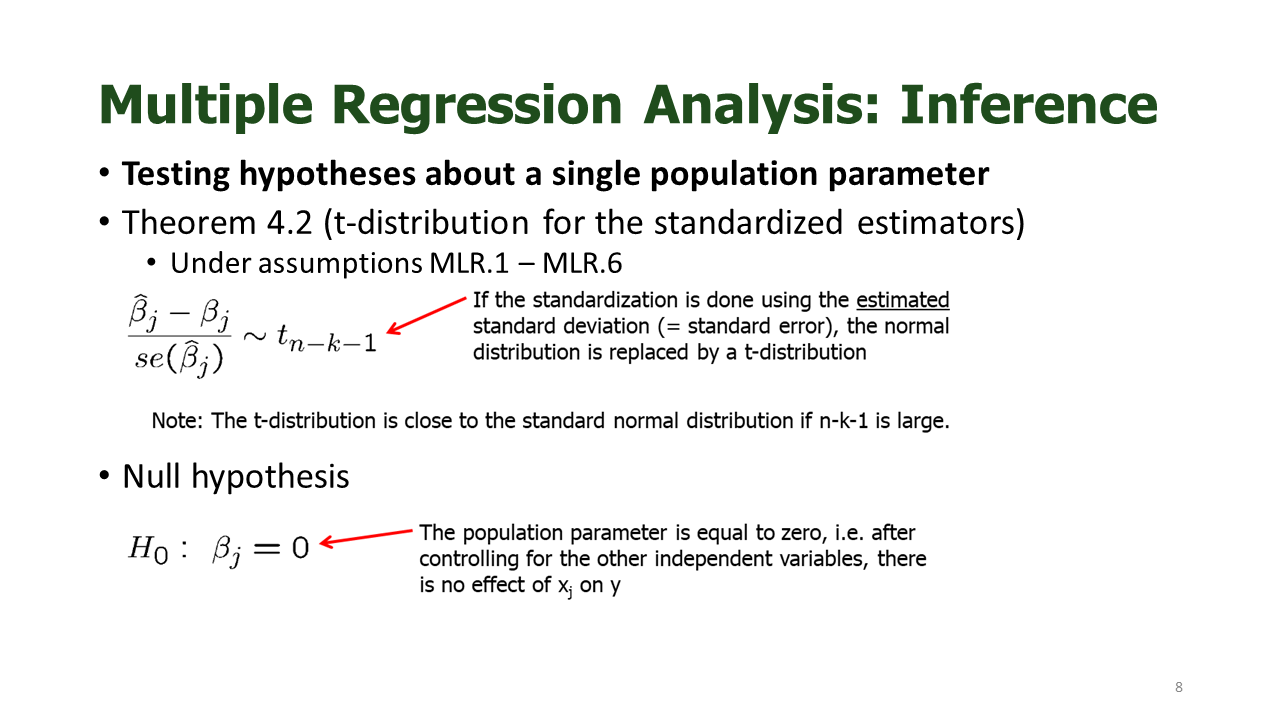 Multiple Regression Analysis: Inference
• Testing hypotheses about a single population parameter
• Theorem 4.2 (t-distribution for the standardized estimators)
• Under assumptions MLR.1 – MLR.6
$\frac{\hat{\beta}_j - \beta_j}{se(\hat{\beta}_j)} \sim t_{n-k-1}$
If the standardization is done using the estimated
standard deviation (= standard error), the normal
distribution is replaced by a t-distribution
Note: The t-distribution is close to the standard normal distribution if n-k-1 is large.
• Null hypothesis
$H_0 : \beta_j = 0$
The population parameter is equal to zero, i.e. after
controlling for the other independent variables, there
is no effect of x$_j$ on y
8